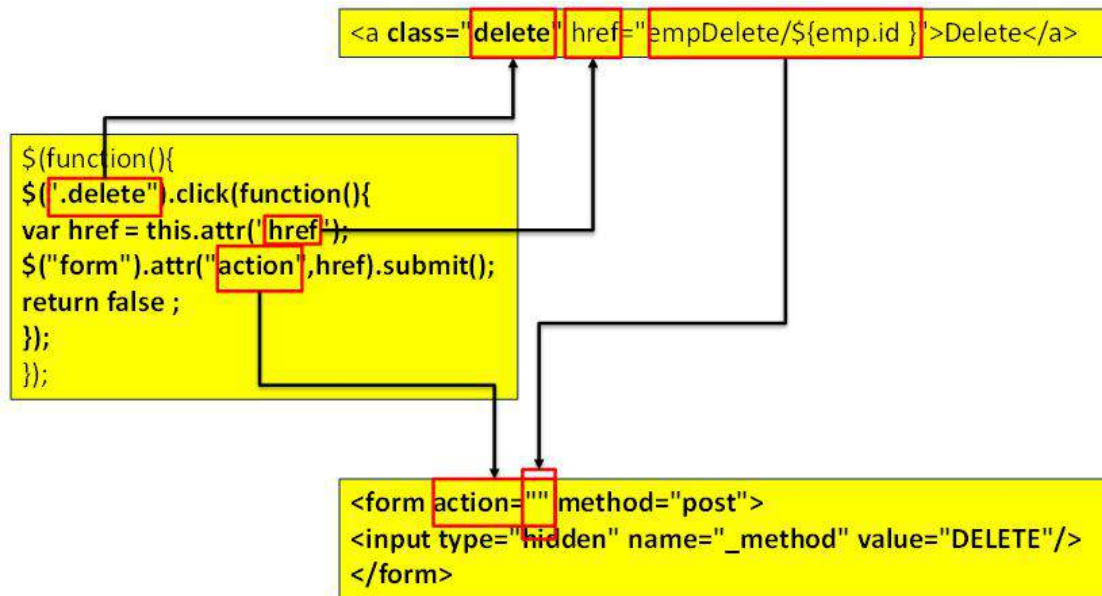 <a class="delete" href="empDelete/${emp.id }">Delete</a>
$(function(){
$(".delete").click(function(){
var href = this.attr("href");
$("form").attr("action",href).submit();
return false ;
});
});
<form action="" method="post">
<input type="hidden" name="_method" value="DELETE"/>
</form>